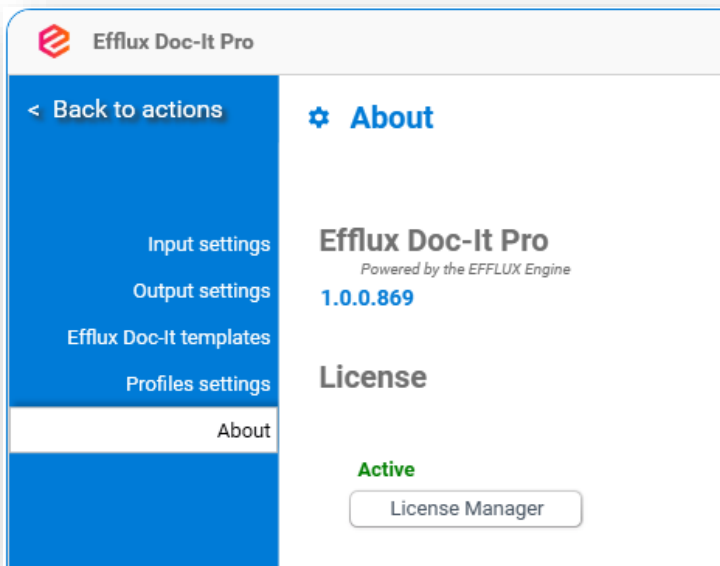 Efflux Doc-It Pro
< Back to actions
Input settings
Output settings
Efflux Doc-It templates
Profiles settings
About
About
Efflux Doc-It Pro
Powered by the EFFLUX Engine
1.0.0.869
License
Active
License Manager